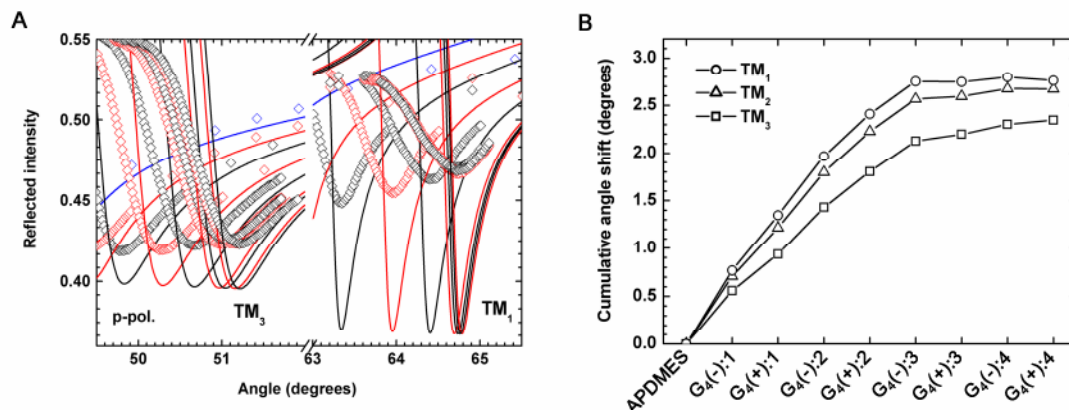 A
Reflected intensity
0.55
0.50
0.45
0.40
p-pol.
TM3
TM1
50 51 63 64 65
Angle (degrees)
B
Cumulative angle shift (degrees)
3.0
2.5
2.0
1.5
1.0
0.5
0.0
TM1
TM2
TM3
APDMES
G4(-):1
G4(+):1
G4(-):2
G4(+):2
G4(-):3
G4(+):3
G4(-):4
G4(+):4